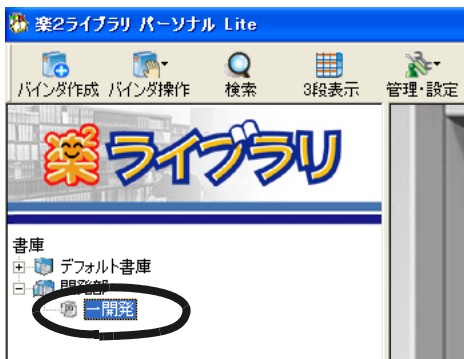 楽2ライブラリ パーソナル Lite
バインダ作成 バインダ操作 検索 3段表示 管理・設定
楽 ライブラリ
書庫
デフォルト書庫
開発部
一開発